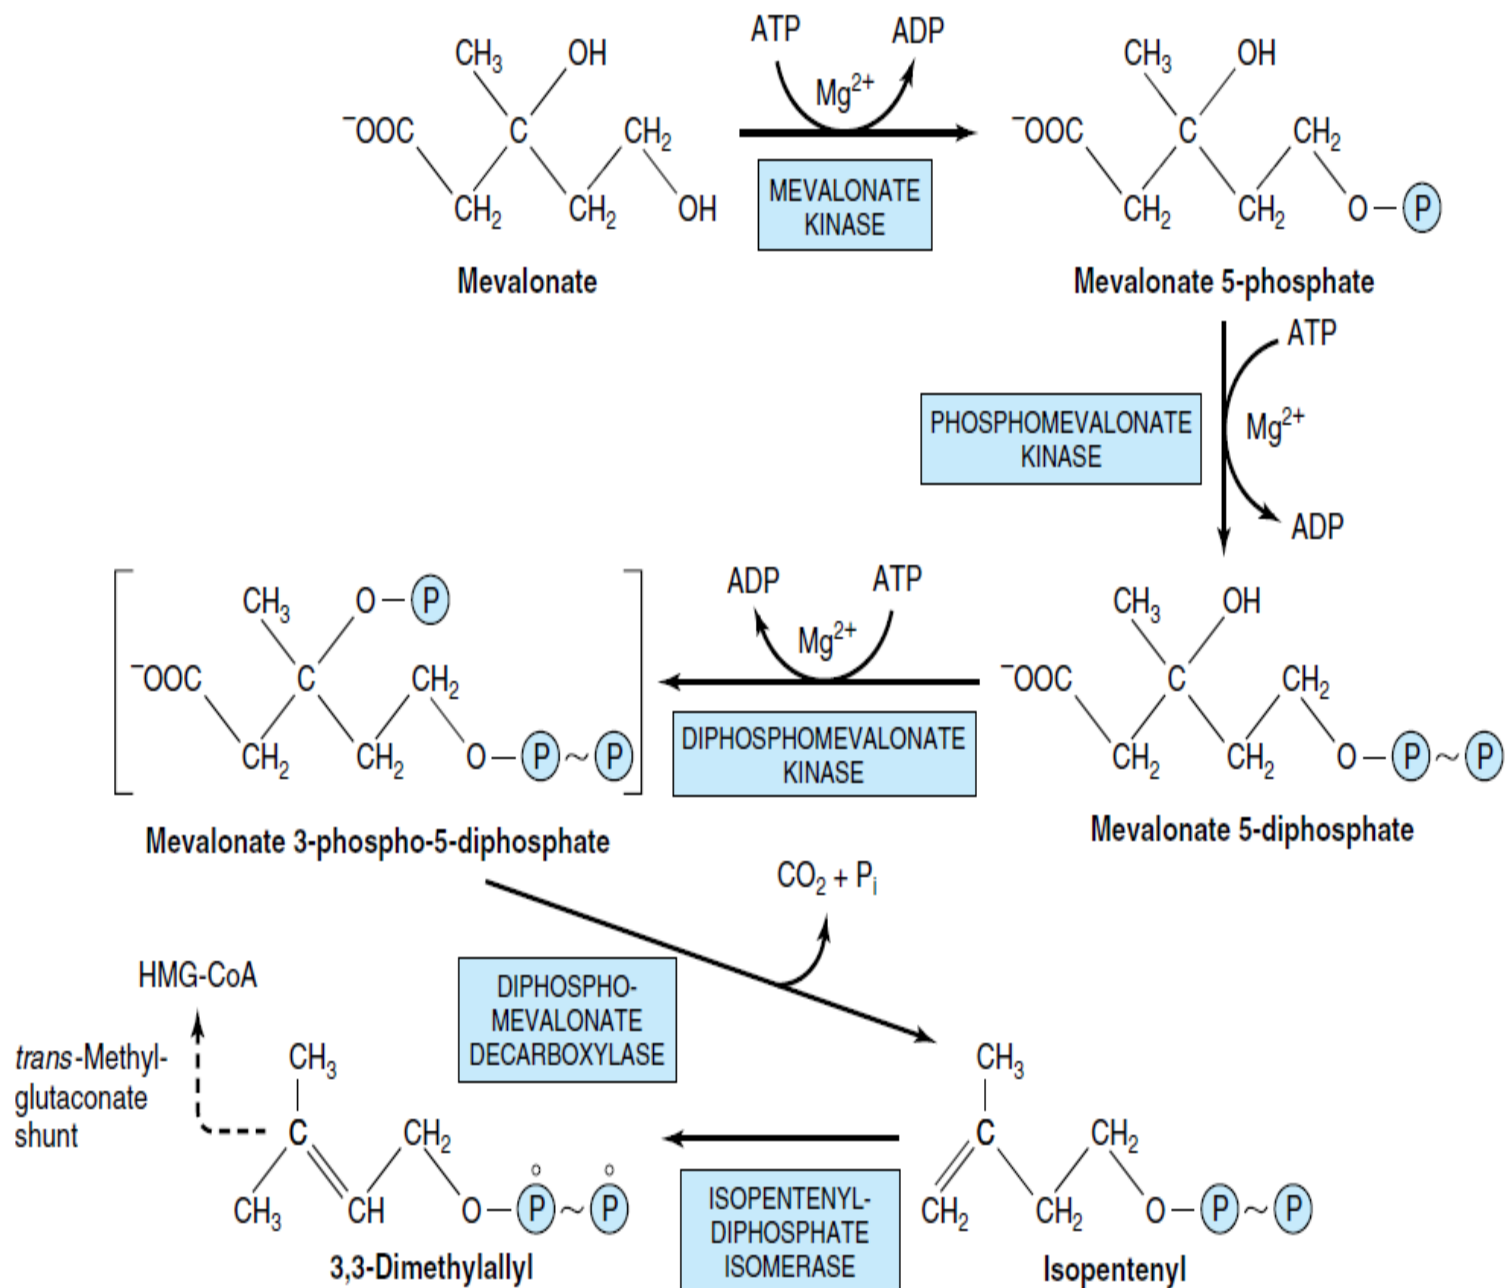 ATP
ADP
CH3
OH
Mg2+
CH3
OH
-OOC
C
CH2
-OOC
C
CH2
CH2
CH2
OH
MEVALONATE
KINASE
CH2
CH2
O
P
Mevalonate
Mevalonate 5-phosphate
ATP
PHOSPHOMEVALONATE
KINASE
Mg2+
ADP
CH3
O
P
ADP
ATP
Mg2+
CH3
OH
-OOC
C
CH2
-OOC
C
CH2
CH2
CH2
O
P
~
P
DIPHOSPHOMEVALONATE
KINASE
CH2
CH2
O
P
~
P
Mevalonate 3-phospho-5-diphosphate
Mevalonate 5-diphosphate
CO2 + Pi
HMG-CoA
DIPHOSPHO-
MEVALONATE
DECARBOXYLASE
trans-Methyl-
glutaconate
shunt
CH3
C
CH2
CH3
C
CH2
CH3
CH
O
P
~
P
ISOPENTENYL-
DIPHOSPHATE
ISOMERASE
CH2
CH2
O
P
~
P
3,3-Dimethylallyl
Isopentenyl